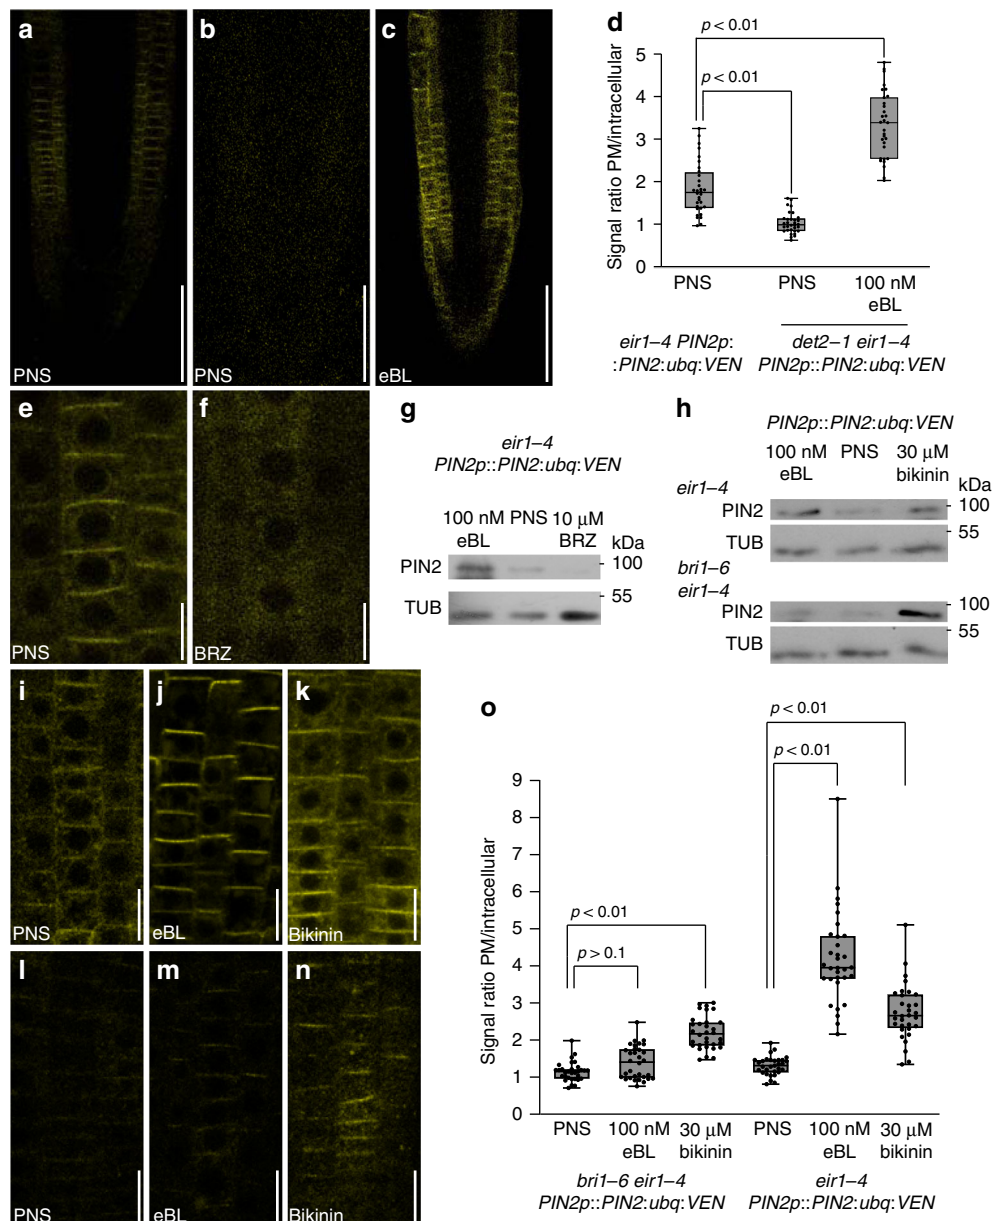 a
b
c
PNS
PNS
eBL
d
p < 0.01
p < 0.01
5
4
3
2
1
0
Signal ratio PM/intracellular
PNS
PNS
100 nM
eBL
eir1–4 PIN2p:
:PIN2:ubq:VEN
det2–1 eir1–4
PIN2p::PIN2:ubq:VEN
e
f
PNS
BRZ
g
eir1–4
PIN2p::PIN2:ubq:VEN
100 nM PNS 10 µM
eBL BRZ kDa
PIN2 100
55
TUB
h
PIN2p::PIN2:ubq:VEN
100 nM PNS 30 µM
eBL bikinin
eir1–4 kDa
PIN2 100
55
TUB
bri1–6
eir1–4
PIN2 100
55
TUB
i
j
k
PNS
eBL
Bikinin
l
m
n
PNS
eBL
Bikinin
o
p < 0.01
p < 0.01
p < 0.01
p > 0.1
9
8
7
6
5
4
3
2
1
0
Signal ratio PM/intracellular
PNS 100 nM 30 µM PNS 100 nM 30 µM
eBL bikinin eBL bikinin
bri1–6 eir1–4 eir1–4
PIN2p::PIN2:ubq:VEN PIN2p::PIN2:ubq:VEN